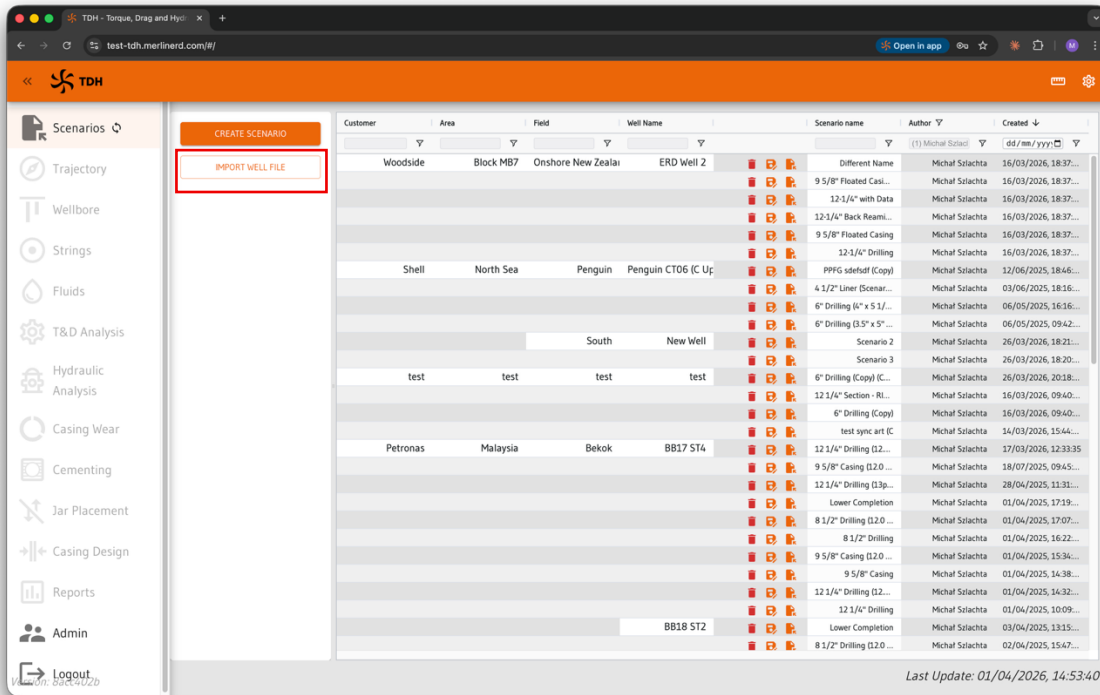 TDH - Torque, Drag and Hydr
test-tdh.merlinerd.com/#/
Open in app
M
TDH
Scenarios
Trajectory
Wellbore
Strings
Fluids
T&D Analysis
Hydraulic
Analysis
Casing Wear
Cementing
Jar Placement
Casing Design
Reports
Admin
Logout
Version: 8acc402b
CREATE SCENARIO
IMPORT WELL FILE
Customer Area Field Well Name Scenario name Author Created
(1) Michał Szlacl dd/mm/yyyy
Woodside Block MB7 Onshore New Zealai ERD Well 2 Different Name Michał Szlachta 16/03/2026, 18:37:...
9 5/8" Floated Casi... Michał Szlachta 16/03/2026, 18:37:...
12-1/4" with Data Michał Szlachta 16/03/2026, 18:37:...
12-1/4" Back Reami... Michał Szlachta 16/03/2026, 18:37:...
9 5/8" Floated Casing Michał Szlachta 16/03/2026, 18:37:...
12-1/4" Drilling Michał Szlachta 16/03/2026, 18:37:...
Shell North Sea Penguin Penguin CT06 (C Up PPFG sdefsdf (Copy) Michał Szlachta 12/06/2025, 18:46:...
4 1/2" Liner (Scenar... Michał Szlachta 03/06/2025, 18:16:...
6" Drilling (4" x 5 1/... Michał Szlachta 06/05/2025, 16:16:...
6" Drilling (3.5" x 5" ... Michał Szlachta 06/05/2025, 09:42:...
South New Well Scenario 2 Michał Szlachta 26/03/2026, 18:21:...
Scenario 3 Michał Szlachta 26/03/2026, 18:20:...
test test test test 6" Drilling (Copy) (C... Michał Szlachta 26/03/2026, 20:18:...
12 1/4" Section - RI... Michał Szlachta 16/03/2026, 09:40:...
6" Drilling (Copy) Michał Szlachta 16/03/2026, 09:40:...
test sync art (C Michał Szlachta 14/03/2026, 15:44:...
Petronas Malaysia Bekok BB17 ST4 12 1/4" Drilling (12... Michał Szlachta 17/03/2026, 12:33:35
9 5/8" Casing (12.0 ... Michał Szlachta 18/07/2025, 09:45:...
12 1/4" Drilling (13p... Michał Szlachta 28/04/2025, 11:31:...
Lower Completion Michał Szlachta 01/04/2025, 17:19:...
8 1/2" Drilling (12.0 ... Michał Szlachta 01/04/2025, 17:07:...
8 1/2" Drilling Michał Szlachta 01/04/2025, 16:22:...
9 5/8" Casing (12.0 ... Michał Szlachta 01/04/2025, 15:34:...
9 5/8" Casing Michał Szlachta 01/04/2025, 14:38:...
12 1/4" Drilling (12... Michał Szlachta 01/04/2025, 14:32:...
12 1/4" Drilling Michał Szlachta 01/04/2025, 10:09:...
BB18 ST2 Lower Completion Michał Szlachta 03/04/2025, 13:15:...
8 1/2" Drilling (12.0 ... Michał Szlachta 02/04/2025, 15:47:...
Last Update: 01/04/2026, 14:53:40